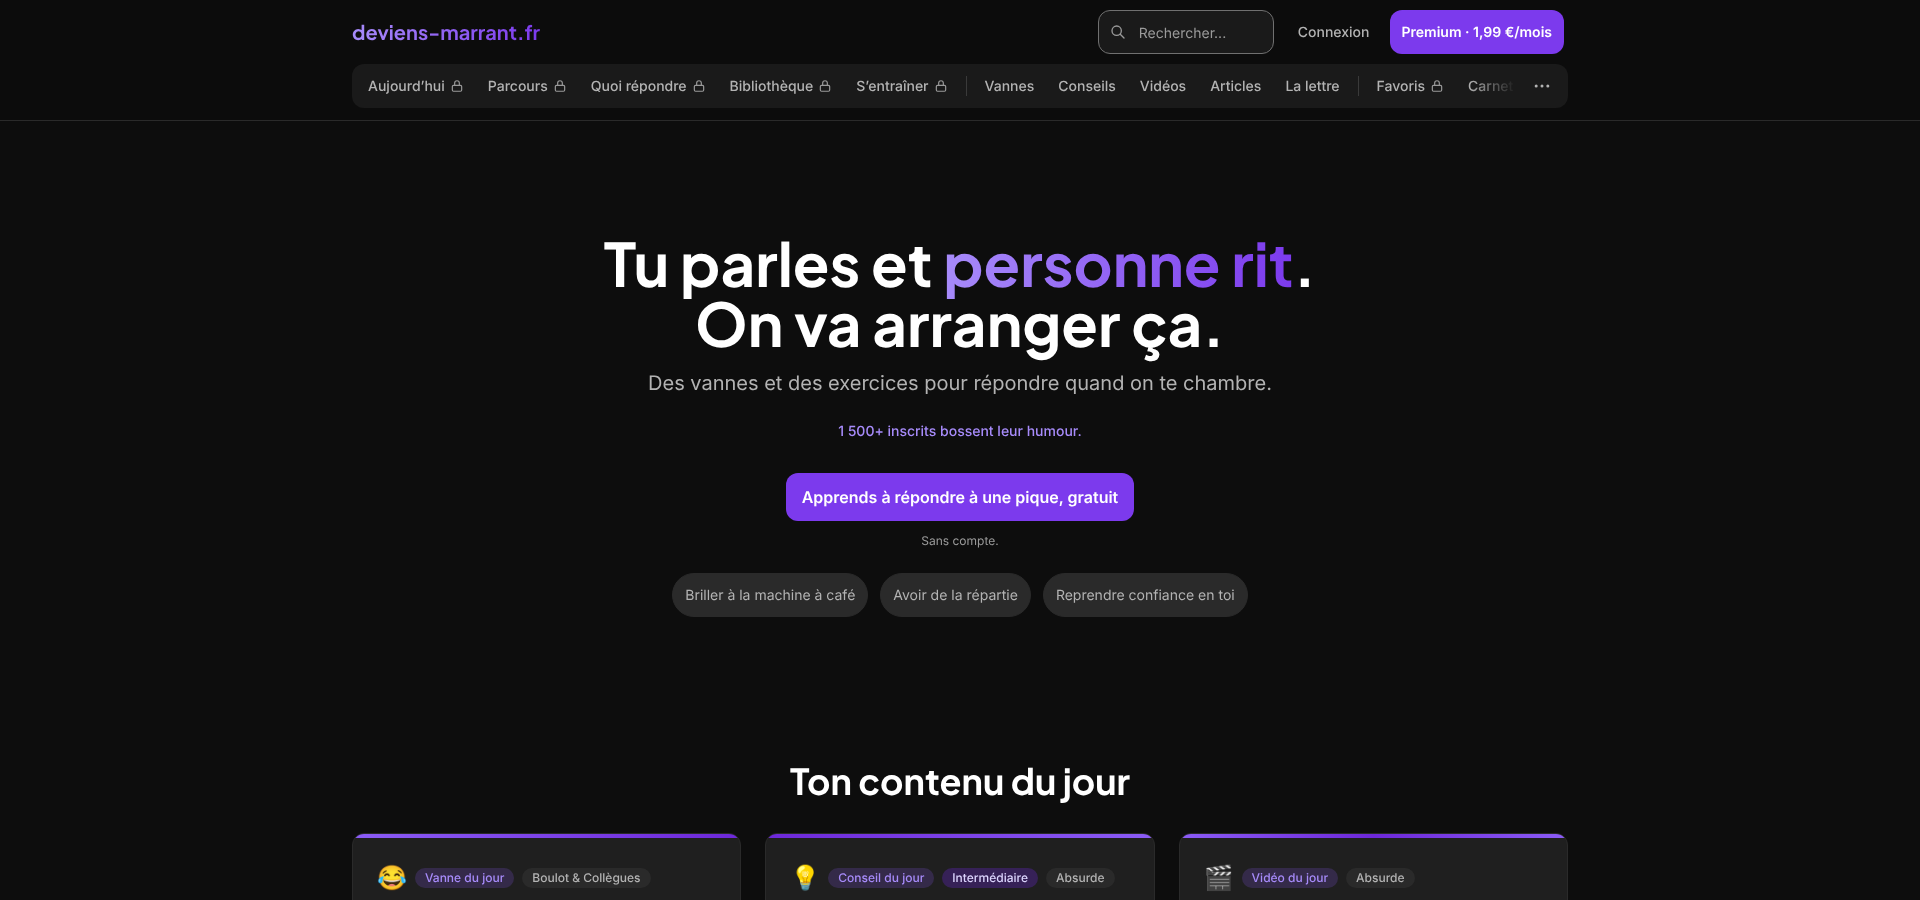 deviens-marrant.fr
Rechercher...
Connexion
Premium · 1,99 €/mois
Aujourd’hui
Parcours
Quoi répondre
Bibliothèque
S’entraîner
Vannes
Conseils
Vidéos
Articles
La lettre
Favoris
Carnet
Tu parles et personne rit.
On va arranger ça.
Des vannes et des exercices pour répondre quand on te chambre.
1 500+ inscrits bossent leur humour.
Apprends à répondre à une pique, gratuit
Sans compte.
Briller à la machine à café
Avoir de la répartie
Reprendre confiance en toi
Ton contenu du jour
Vanne du jour
Boulot & Collègues
Conseil du jour
Intermédiaire
Absurde
Vidéo du jour
Absurde